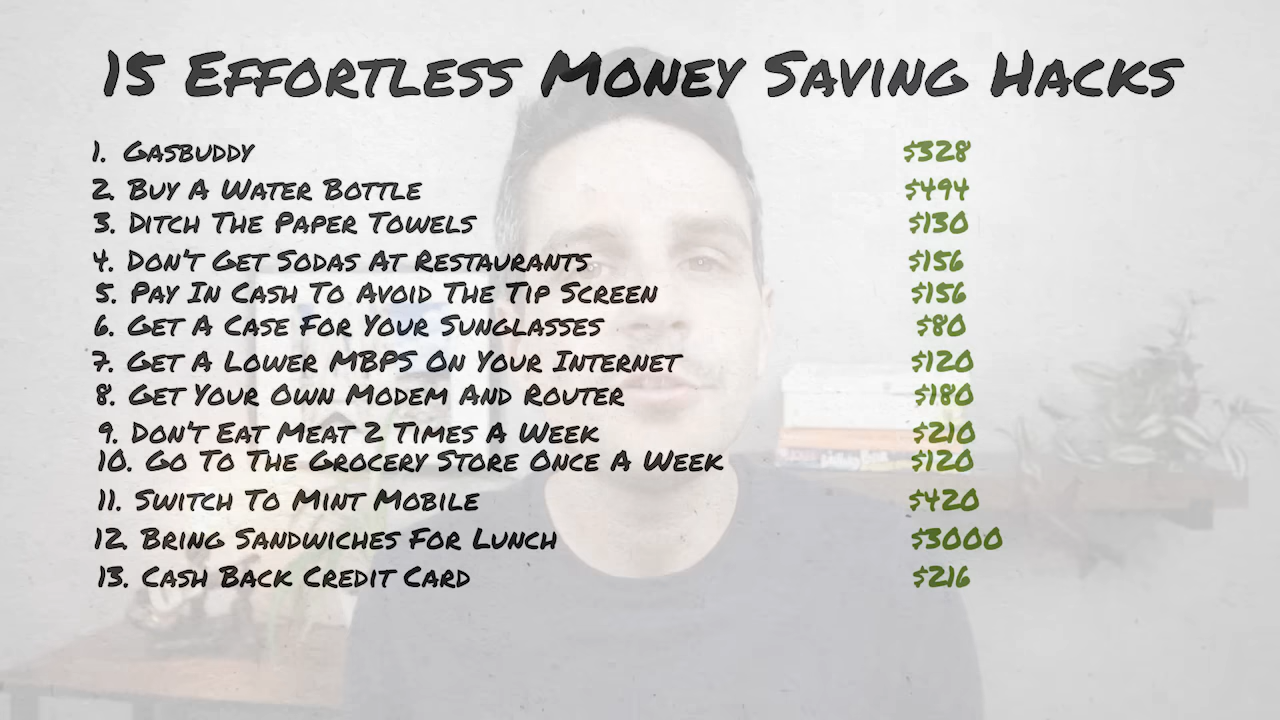 15 Effortless Money Saving Hacks
1. Gasbuddy $328
2. Buy A Water Bottle $494
3. Ditch The Paper Towels $130
4. Don't Get Sodas At Restaurants $156
5. Pay In Cash To Avoid The Tip Screen $156
6. Get A Case For Your Sunglasses $80
7. Get A Lower MBPS On Your Internet $120
8. Get Your Own Modem And Router $180
9. Don't Eat Meat 2 Times A Week $210
10. Go To The Grocery Store Once A Week $120
11. Switch To Mint Mobile $420
12. Bring Sandwiches For Lunch $3000
13. Cash Back Credit Card $216